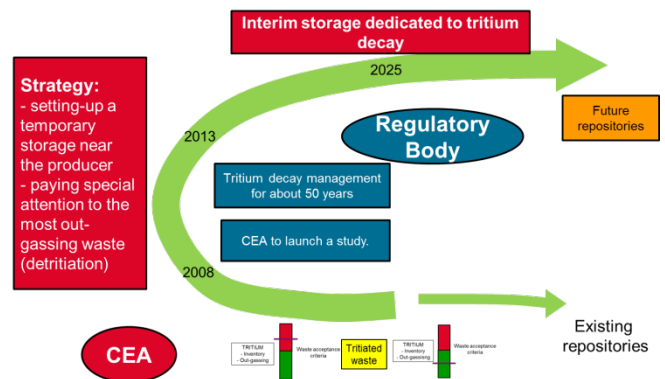 Interim storage dedicated to tritium
decay
2025
Strategy:
- setting-up a
temporary
storage near
the producer
- paying special
attention to the
most out-
gassing waste
(detritiation)
Future
repositories
2013
Regulatory
Body
Tritium decay management
for about 50 years
CEA to launch a study.
2008
Existing
repositories
CEA
TRITIUM
- Inventory
- Out-gassing
Waste acceptance
criteria
Tritiated
waste
TRITIUM
- Inventory
- Out-gassing
Waste acceptance
criteria